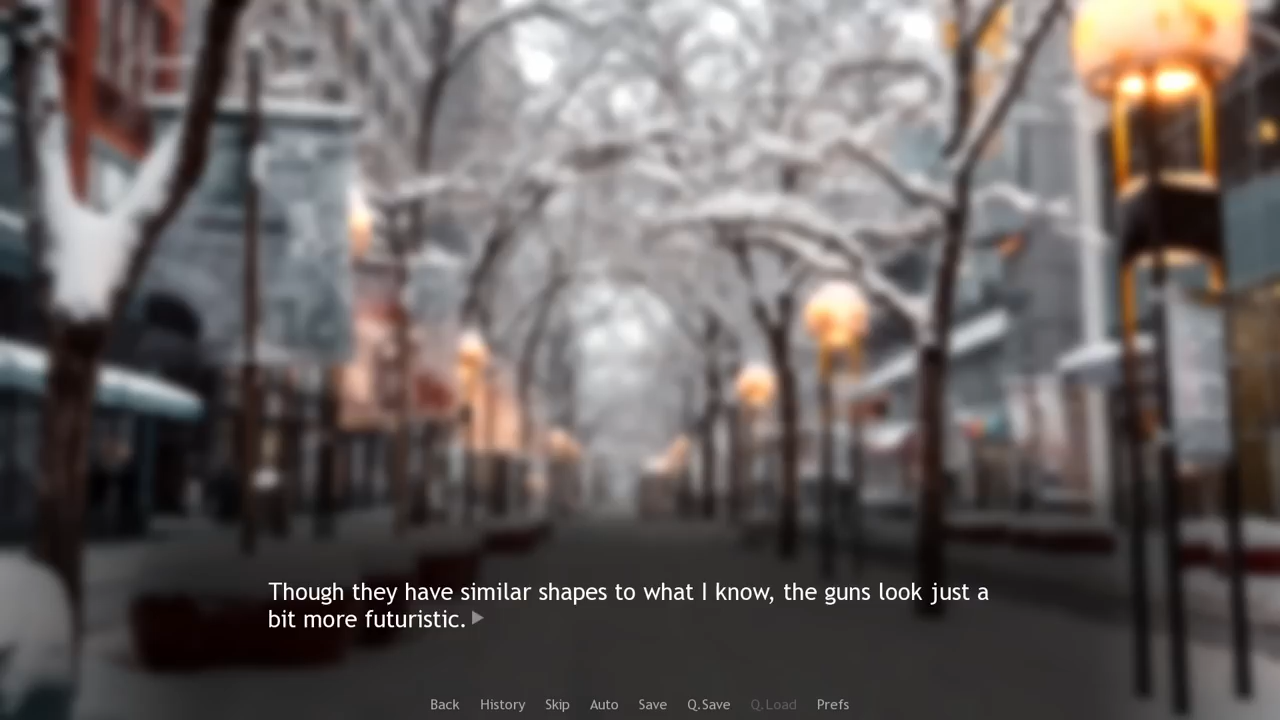 Though they have similar shapes to what I know, the guns look just a
bit more futuristic.
Back History Skip Auto Save Q.Save Q.Load Prefs